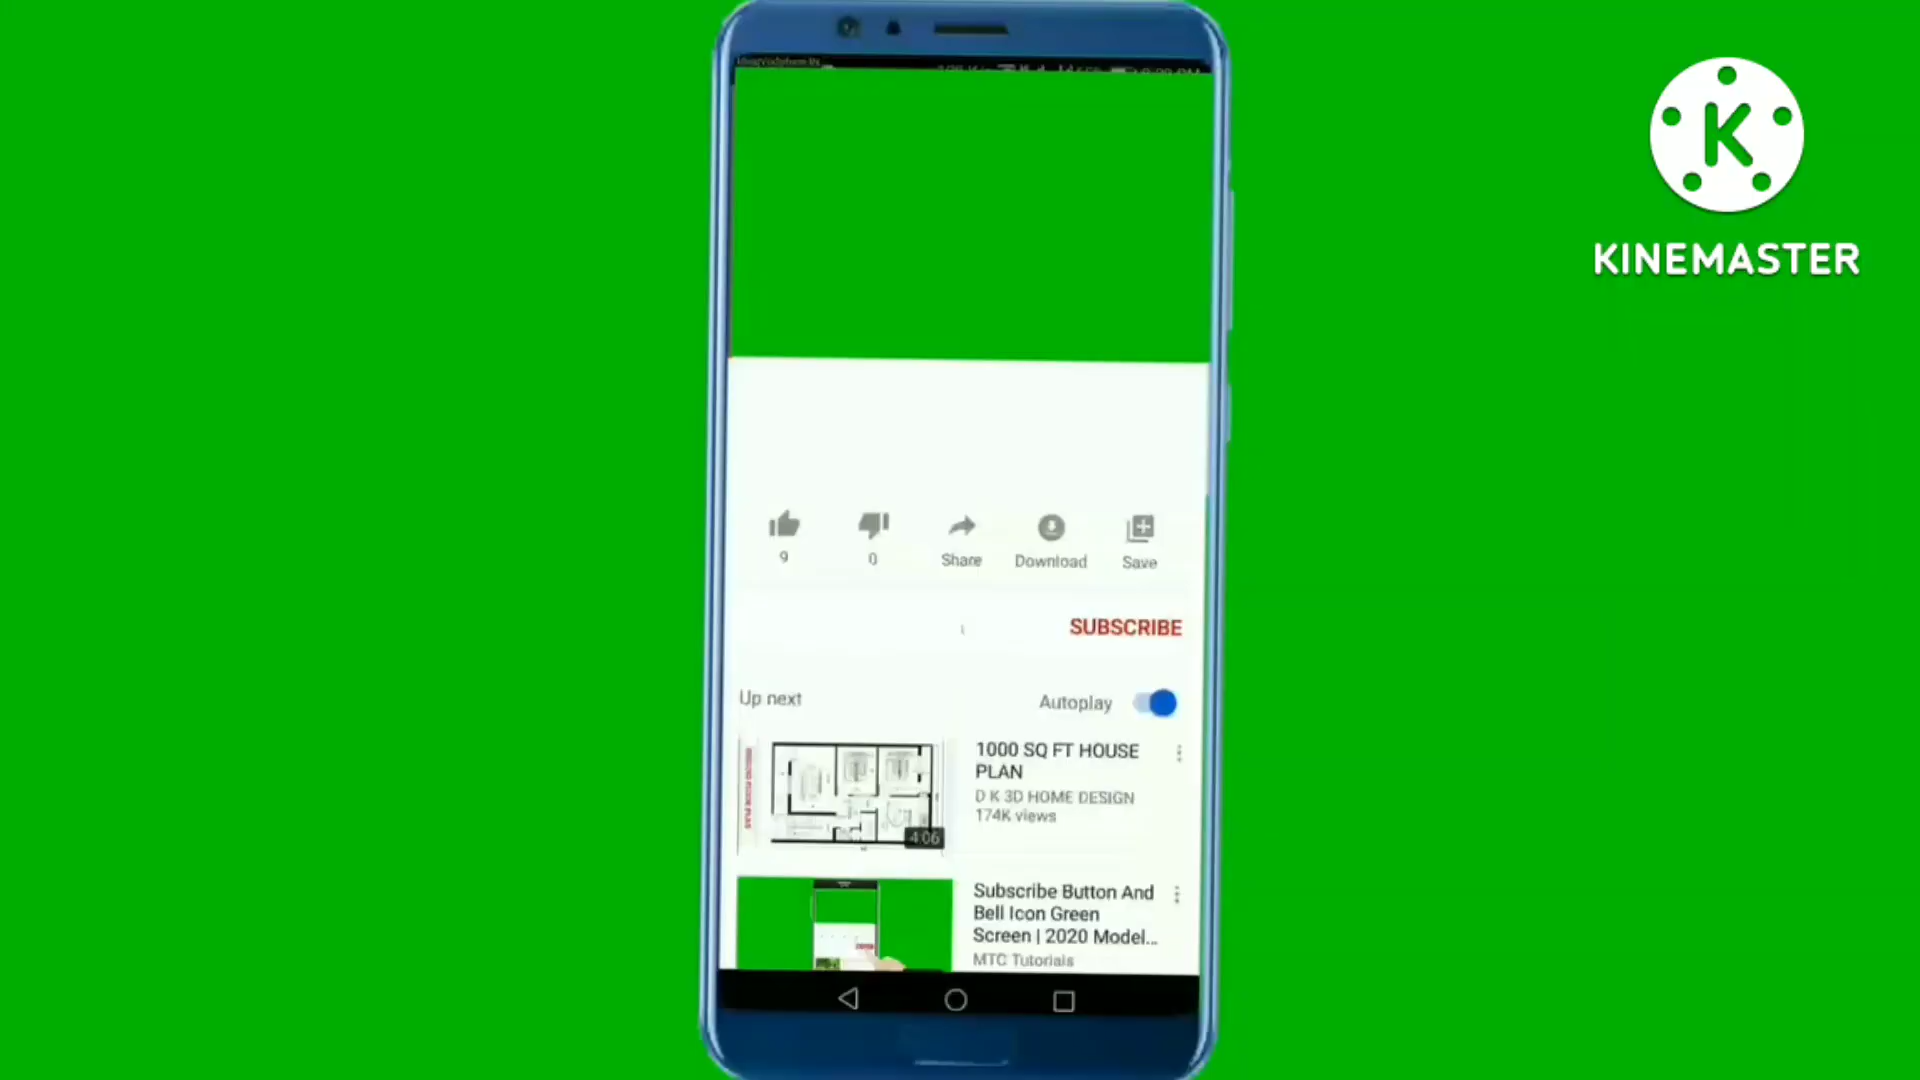 KINEMASTER
9
0
Share
Download
Save
SUBSCRIBE
Up next
Autoplay
1000 SQ FT HOUSE
PLAN
D K 3D HOME DESIGN
174K views
4:06
Subscribe Button And
Bell Icon Green
Screen | 2020 Model...
MTC Tutorials